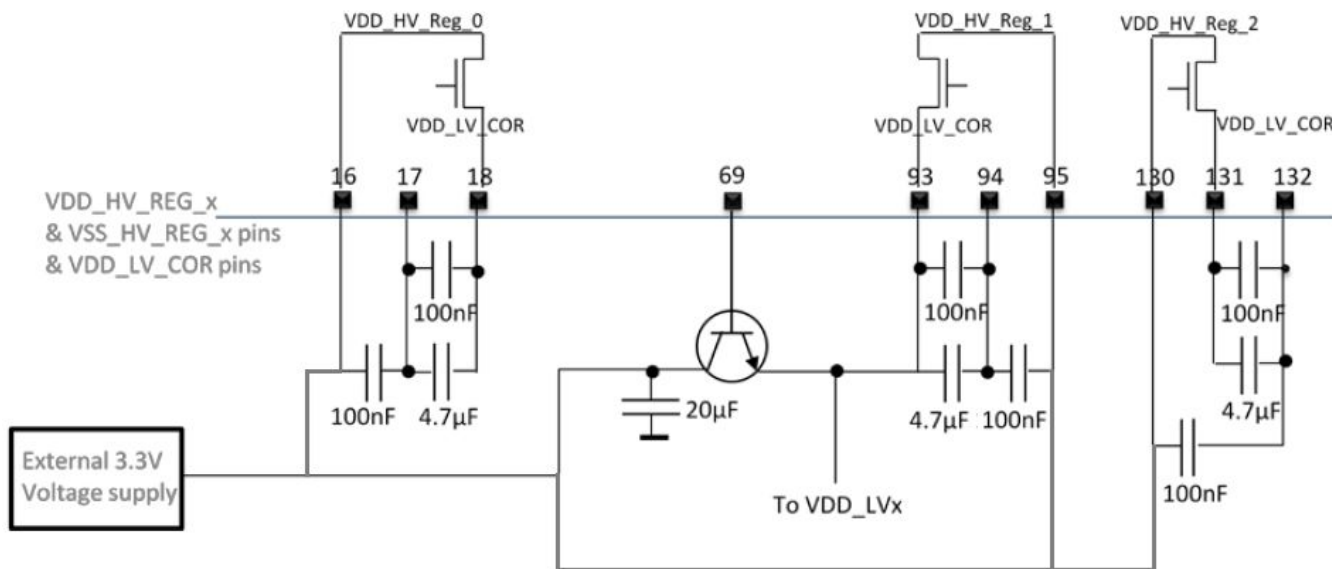 VDD_HV_Reg_0
VDD_HV_Reg_1
VDD_HV_Reg_2
VDD_LV_COR
VDD_LV_COR
VDD_LV_COR
16
17
18
69
93
94
95
130
131
132
VDD_HV_REG_x
& VSS_HV_REG_x pins
& VDD_LV_COR pins
100nF
100nF
100nF
100nF
4.7µF
20µF
4.7µF
100nF
4.7µF
External 3.3V
Voltage supply
To VDD_LVx
100nF